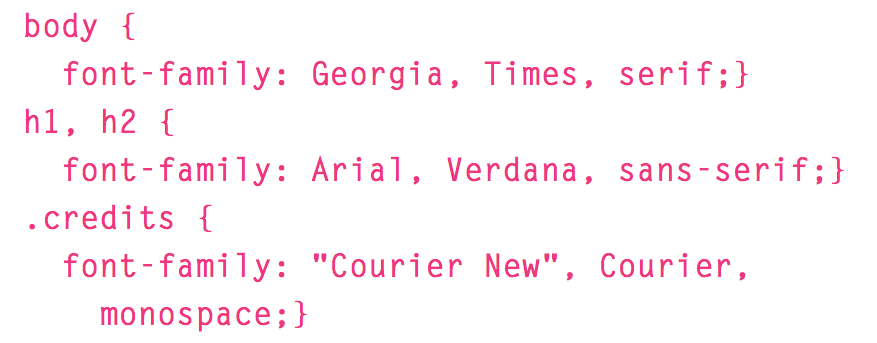 body {
  font-family: Georgia, Times, serif;}
h1, h2 {
  font-family: Arial, Verdana, sans-serif;}
.credits {
  font-family: "Courier New", Courier,
    monospace;}